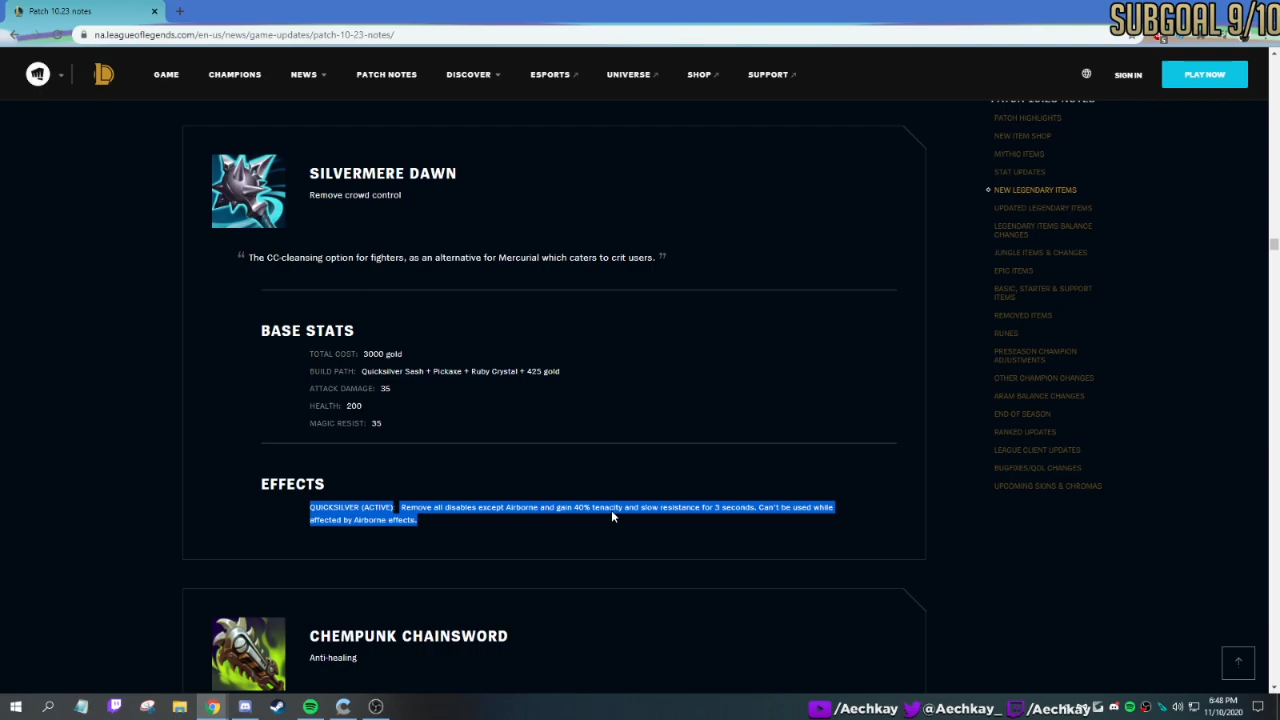 Patch 10.23 notes
SUBGOAL 9/10
na.leagueoflegends.com/en-us/news/game-updates/patch-10-23-notes/
GAME CHAMPIONS NEWS PATCH NOTES DISCOVER ESPORTS UNIVERSE SHOP SUPPORT SIGN IN PLAY NOW
PATCH 10.23 NOTES
PATCH HIGHLIGHTS
NEW ITEM SHOP
MYTHIC ITEMS
STAT UPDATES
NEW LEGENDARY ITEMS
UPDATED LEGENDARY ITEMS
LEGENDARY ITEMS BALANCE
CHANGES
JUNGLE ITEMS & CHANGES
EPIC ITEMS
BASIC, STARTER & SUPPORT
ITEMS
REMOVED ITEMS
RUNES
PRESEASON CHAMPION
ADJUSTMENTS
OTHER CHAMPION CHANGES
ARAM BALANCE CHANGES
END OF SEASON
RANKED UPDATES
LEAGUE CLIENT UPDATES
BUGFIXES/QOL CHANGES
UPCOMING SKINS & CHROMAS
SILVERMERE DAWN
Remove crowd control
“ The CC-cleansing item for fighters, as an alternative for Mercurial which caters to crit users. ”
BASE STATS
TOTAL COST: 3000 gold
BUILD PATH: Quicksilver Sash + Pickaxe + Ruby Crystal + 425 gold
ATTACK DAMAGE: 35
HEALTH: 200
MAGIC RESIST: 35
EFFECTS
QUICKSILVER (ACTIVE): Remove all disables except Airborne and gain 40% tenacity and slow resistance for 3 seconds. Can't be used while
affected by Airborne effects.
CHEMPUNK CHAINSWORD
Anti-healing
/Aechkay @Aechkay_ /Aechkay
6:48 PM
11/10/2020